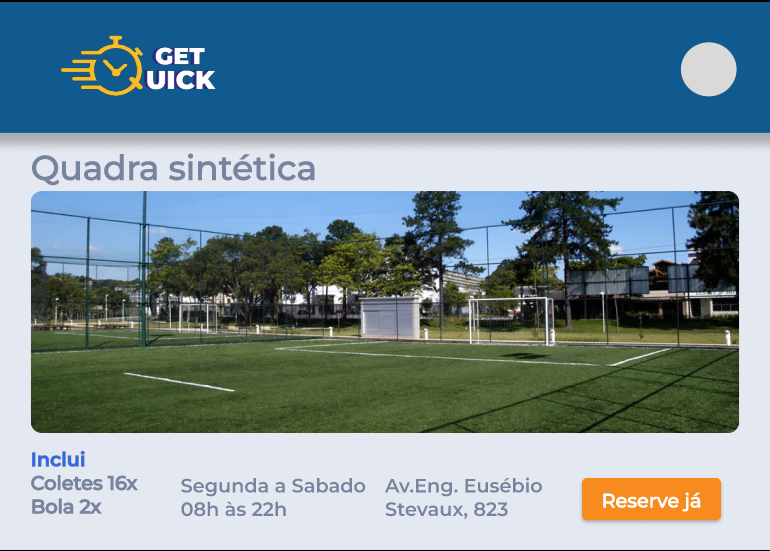 GET
QUICK
Quadra sintética
Inclui
Coletes 16x
Bola 2x
Segunda a Sabado
08h às 22h
Av.Eng. Eusébio
Stevaux, 823
Reserve já